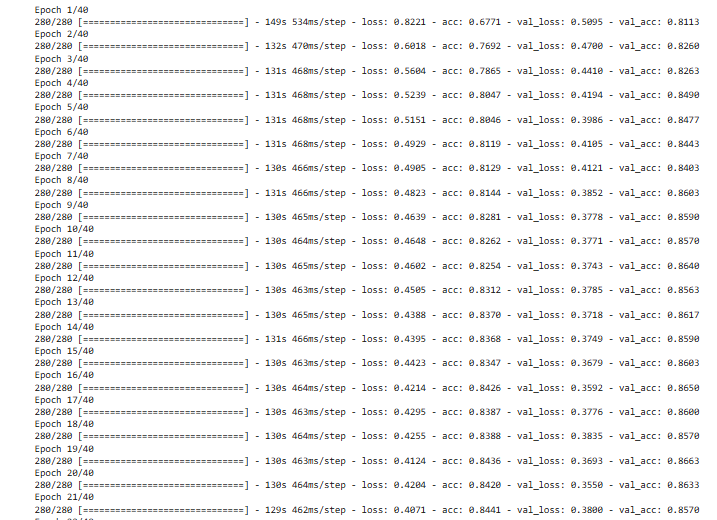 Epoch 1/40
280/280 [==============================] - 149s 534ms/step - loss: 0.8221 - acc: 0.6771 - val_loss: 0.5095 - val_acc: 0.8113
Epoch 2/40
280/280 [==============================] - 132s 470ms/step - loss: 0.6018 - acc: 0.7692 - val_loss: 0.4700 - val_acc: 0.8260
Epoch 3/40
280/280 [==============================] - 131s 468ms/step - loss: 0.5604 - acc: 0.7865 - val_loss: 0.4410 - val_acc: 0.8263
Epoch 4/40
280/280 [==============================] - 131s 468ms/step - loss: 0.5239 - acc: 0.8047 - val_loss: 0.4194 - val_acc: 0.8490
Epoch 5/40
280/280 [==============================] - 131s 468ms/step - loss: 0.5151 - acc: 0.8046 - val_loss: 0.3986 - val_acc: 0.8477
Epoch 6/40
280/280 [==============================] - 131s 468ms/step - loss: 0.4929 - acc: 0.8119 - val_loss: 0.4105 - val_acc: 0.8443
Epoch 7/40
280/280 [==============================] - 130s 466ms/step - loss: 0.4905 - acc: 0.8129 - val_loss: 0.4121 - val_acc: 0.8403
Epoch 8/40
280/280 [==============================] - 131s 466ms/step - loss: 0.4823 - acc: 0.8144 - val_loss: 0.3852 - val_acc: 0.8603
Epoch 9/40
280/280 [==============================] - 130s 465ms/step - loss: 0.4639 - acc: 0.8281 - val_loss: 0.3778 - val_acc: 0.8590
Epoch 10/40
280/280 [==============================] - 130s 464ms/step - loss: 0.4648 - acc: 0.8262 - val_loss: 0.3771 - val_acc: 0.8570
Epoch 11/40
280/280 [==============================] - 130s 465ms/step - loss: 0.4602 - acc: 0.8254 - val_loss: 0.3743 - val_acc: 0.8640
Epoch 12/40
280/280 [==============================] - 130s 463ms/step - loss: 0.4505 - acc: 0.8312 - val_loss: 0.3785 - val_acc: 0.8563
Epoch 13/40
280/280 [==============================] - 130s 465ms/step - loss: 0.4388 - acc: 0.8370 - val_loss: 0.3718 - val_acc: 0.8617
Epoch 14/40
280/280 [==============================] - 131s 466ms/step - loss: 0.4395 - acc: 0.8368 - val_loss: 0.3749 - val_acc: 0.8590
Epoch 15/40
280/280 [==============================] - 130s 463ms/step - loss: 0.4423 - acc: 0.8347 - val_loss: 0.3679 - val_acc: 0.8603
Epoch 16/40
280/280 [==============================] - 130s 464ms/step - loss: 0.4214 - acc: 0.8426 - val_loss: 0.3592 - val_acc: 0.8650
Epoch 17/40
280/280 [==============================] - 130s 463ms/step - loss: 0.4295 - acc: 0.8387 - val_loss: 0.3776 - val_acc: 0.8600
Epoch 18/40
280/280 [==============================] - 130s 464ms/step - loss: 0.4255 - acc: 0.8388 - val_loss: 0.3835 - val_acc: 0.8570
Epoch 19/40
280/280 [==============================] - 130s 463ms/step - loss: 0.4124 - acc: 0.8436 - val_loss: 0.3693 - val_acc: 0.8663
Epoch 20/40
280/280 [==============================] - 130s 464ms/step - loss: 0.4204 - acc: 0.8420 - val_loss: 0.3550 - val_acc: 0.8633
Epoch 21/40
280/280 [==============================] - 129s 462ms/step - loss: 0.4071 - acc: 0.8441 - val_loss: 0.3800 - val_acc: 0.8570